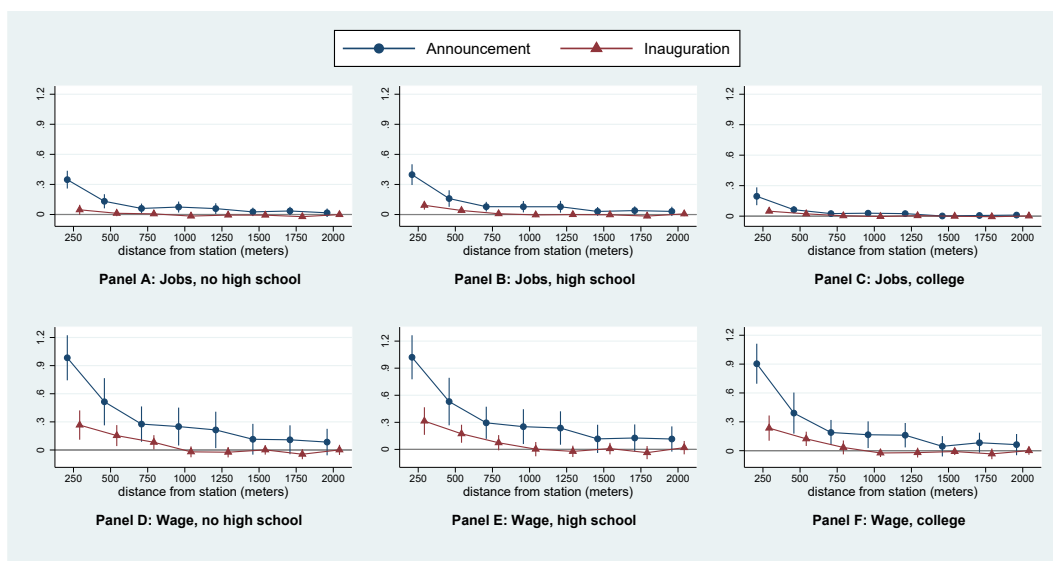 Announcement Inauguration
0 .3 .6 .9 1.2
250 500 750 1000 1250 1500 1750 2000
distance from station (meters)
Panel A: Jobs, no high school
0 .3 .6 .9 1.2
250 500 750 1000 1250 1500 1750 2000
distance from station (meters)
Panel B: Jobs, high school
0 .3 .6 .9 1.2
250 500 750 1000 1250 1500 1750 2000
distance from station (meters)
Panel C: Jobs, college
0 .3 .6 .9 1.2
250 500 750 1000 1250 1500 1750 2000
distance from station (meters)
Panel D: Wage, no high school
0 .3 .6 .9 1.2
250 500 750 1000 1250 1500 1750 2000
distance from station (meters)
Panel E: Wage, high school
0 .3 .6 .9 1.2
250 500 750 1000 1250 1500 1750 2000
distance from station (meters)
Panel F: Wage, college